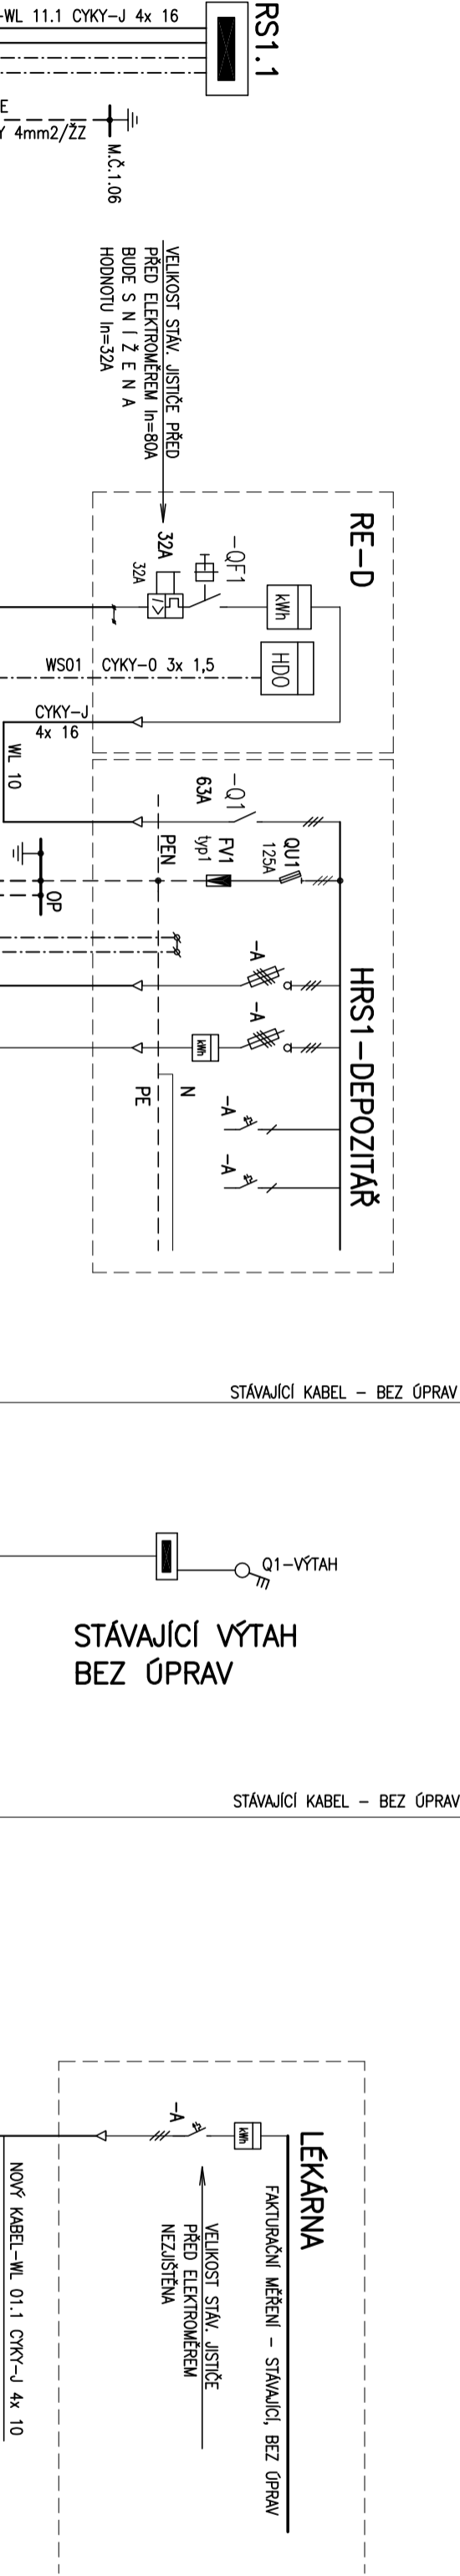 -WL 11.1 CYKY-J 4x 16
RS1.1
E
Y 4mm2/ŽZ
M.Č.1.06
VELIKOST STÁV. JISTIČE PŘED
PŘED ELEKTROMĚREM In=80A
BUDE S N Í Ž E N A
HODNOTU In=32A
RE-D
-QF1
32A
32A
I>
kWh
HDO
WS01 CYKY-O 3x 1,5
CYKY-J
4x 16
WL 10
-Q1
63A
PEN
FV1
typ1
QU1
125A
OP
HRS1-DEPOZITÁŘ
-A
-A
kWh
N
PE
-A
-A
STÁVAJÍCÍ KABEL - BEZ ÚPRAV
Q1-VÝTAH
STÁVAJÍCÍ VÝTAH
BEZ ÚPRAV
STÁVAJÍCÍ KABEL - BEZ ÚPRAV
LÉKÁRNA
FAKTURAČNÍ MĚŘENÍ - STÁVAJÍCÍ, BEZ ÚPRAV
kWh
-A
VELIKOST STÁV. JISTIČE
PŘED ELEKTROMĚREM
NEZJIŠTĚNA
NOVÝ KABEL-WL 01.1 CYKY-J 4x 10